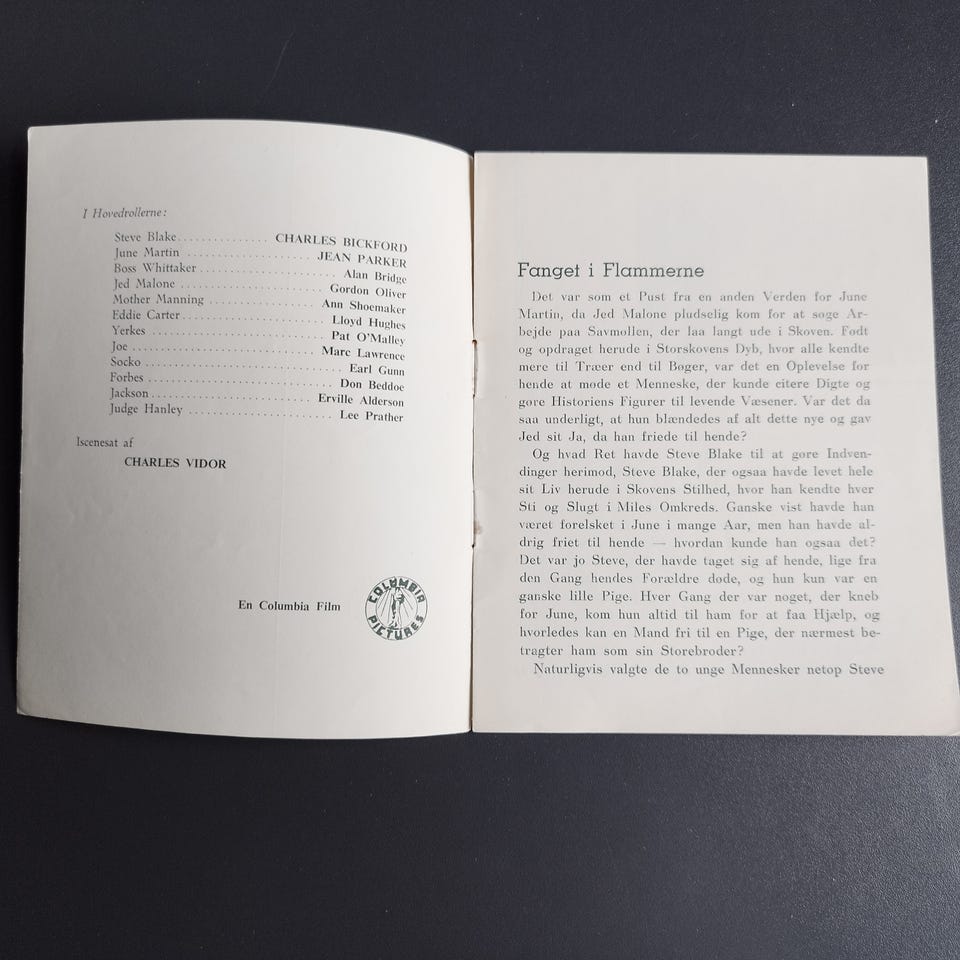 I Hovedrollerne:
Steve Blake............... CHARLES BICKFORD
June Martin .................... JEAN PARKER
Boss Whittaker..................... Alan Bridge
Jed Malone ...................... Gordon Oliver
Mother Manning ................ Ann Shoemaker
Eddie Carter...................... Lloyd Hughes
Yerkes .......................... Pat O'Malley
Joe ............................ Marc Lawrence
Socko .............................. Earl Gunn
Forbes ............................ Don Beddoe
Jackson ........................ Erville Alderson
Judge Hanley ...................... Lee Prather
Iscenesat af
CHARLES VIDOR
En Columbia Film
COLUMBIA
PICTURES
Fanget i Flammerne
Det var som et Pust fra en anden Verden for June
Martin, da Jed Malone pludselig kom for at søge Ar-
bejde paa Savmøllen, der laa langt ude i Skoven. Født
og opdraget herude i Storskovens Dyb, hvor alle kendte
mere til Træer end til Bøger, var det en Oplevelse for
hende at møde et Menneske, der kunde citere Digte og
gøre Historiens Figurer til levende Væsener. Var det da
saa underligt, at hun blændedes af alt dette nye og gav
Jed sit Ja, da han friede til hende?
Og hvad Ret havde Steve Blake til at gøre Indven-
dinger herimod, Steve Blake, der ogsaa havde levet hele
sit Liv herude i Skovens Stilhed, hvor han kendte hver
Sti og Slugt i Miles Omkreds. Ganske vist havde han
været forelsket i June i mange Aar, men han havde al-
drig friet til hende — hvordan kunde han ogsaa det?
Det var jo Steve, der havde taget sig af hende, lige fra
den Gang hendes Forældre døde, og hun kun var en
ganske lille Pige. Hver Gang der var noget, der kneb
for June, kom hun altid til ham for at faa Hjælp, og
hvorledes kan en Mand fri til en Pige, der nærmest be-
tragter ham som sin Storebroder?
Naturligvis valgte de to unge Mennesker netop Steve